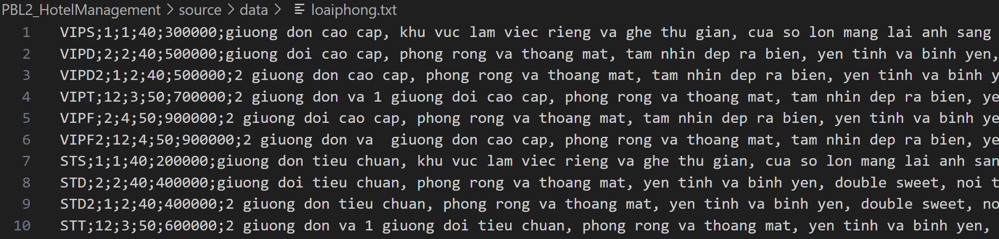 PBL2_HotelManagement > source > data > loaiphong.txt
1 VIPS;1;1;40;300000;giuong don cao cap, khu vuc lam viec rieng va ghe thu gian, cua so lon mang lai anh sang
2 VIPD;2;2;40;500000;giuong doi cao cap, phong rong va thoang mat, tam nhin dep ra bien, yen tinh va binh yen,
3 VIPD2;1;2;40;500000;2 giuong don cao cap, phong rong va thoang mat, tam nhin dep ra bien, yen tinh va binh y
4 VIPT;12;3;50;700000;2 giuong don va 1 giuong doi cao cap, phong rong va thoang mat, tam nhin dep ra bien, ye
5 VIPF;2;4;50;900000;2 giuong doi cao cap, phong rong va thoang mat, tam nhin dep ra bien, yen tinh va binh ye
6 VIPF2;12;4;50;900000;2 giuong don va  giuong don cao cap, phong rong va thoang mat, tam nhin dep ra bien, ye
7 STS;1;1;40;200000;giuong don tieu chuan, khu vuc lam viec rieng va ghe thu gian, cua so lon mang lai anh san
8 STD;2;2;40;400000;giuong doi tieu chuan, phong rong va thoang mat, yen tinh va binh yen, double sweet, noi t
9 STD2;1;2;40;400000;2 giuong don tieu chuan, phong rong va thoang mat, yen tinh va binh yen, double sweet, no
10 STT;12;3;50;600000;2 giuong don va 1 giuong doi tieu chuan, phong rong va thoang mat, yen tinh va binh yen,